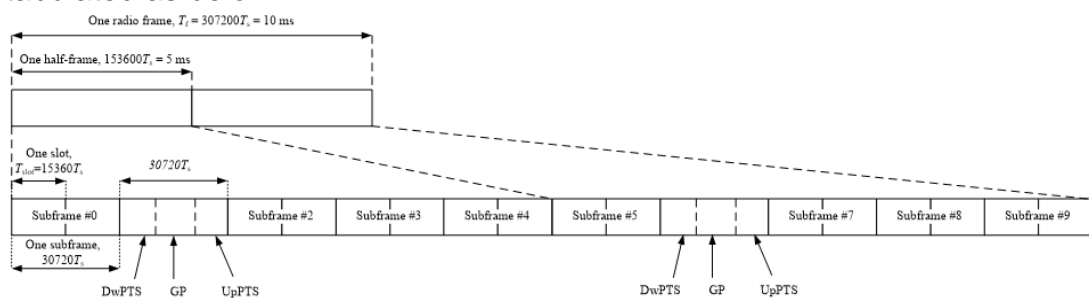 One radio frame, Tf = 307200Ts = 10 ms
One half-frame, 153600Ts = 5 ms
One slot,
Tslot=15360Ts
30720Ts
Subframe #0
Subframe #2
Subframe #3
Subframe #4
Subframe #5
Subframe #7
Subframe #8
Subframe #9
One subframe,
30720Ts
DwPTS
GP
UpPTS
DwPTS
GP
UpPTS